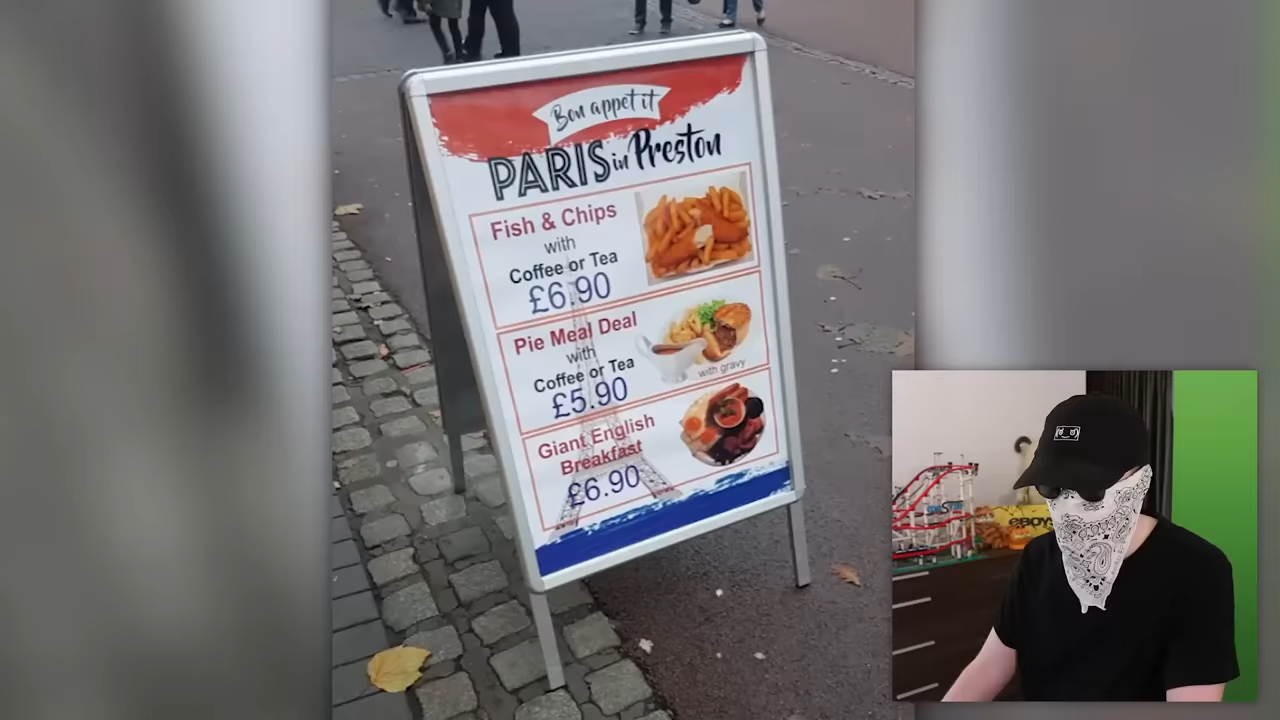 Bon appet it
PARIS in Preston
Fish & Chips
with
Coffee or Tea
£6.90
Pie Meal Deal
with
Coffee or Tea
£5.90
with gravy
Giant English
Breakfast
£6.90
eBOY